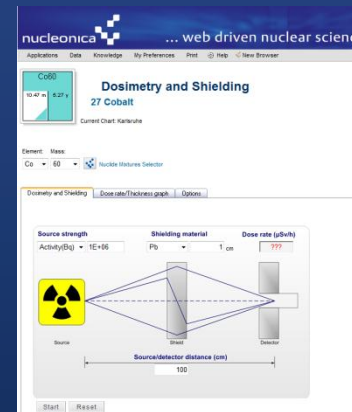 nucleonica ... web driven nuclear scienc
Applications Data Knowledge My Preferences Print Help New Browser
Co60
10.47 m 5.27 y
Dosimetry and Shielding
27 Cobalt
Current Chart: Karlsruhe
Element: Mass:
Co 60 Nuclide Mixtures Selector
Dosimetry and Shielding Dose rate/Thickness graph Options
Source strength Shielding material Dose rate (µSv/h)
Activity(Bq) 1E+06 Pb 1 cm ???
Source Shield Detector
Source/detector distance (cm)
100
Start Reset